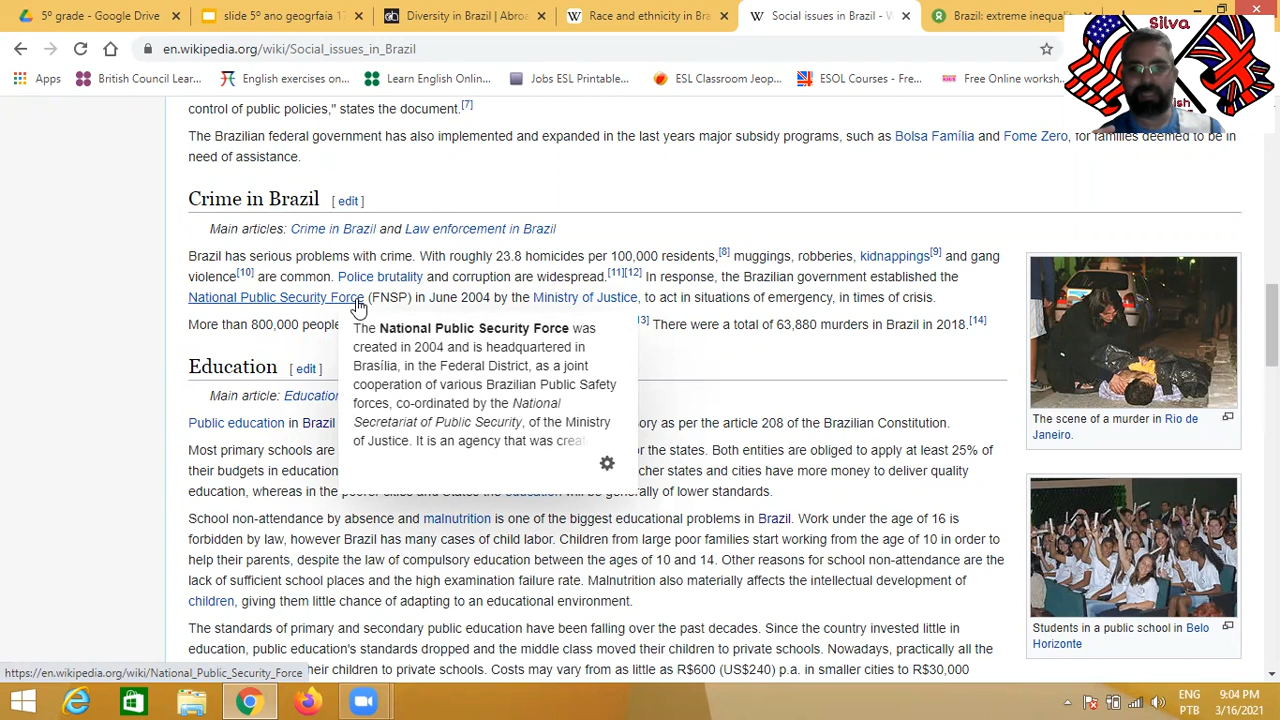 5º grade - Google Drive
slide 5º ano geogrfaia 17
Diversity in Brazil | Abroa
Race and ethnicity in Brazil
Social issues in Brazil - W
Brazil: extreme inequa
Silva
en.wikipedia.org/wiki/Social_issues_in_Brazil
Apps
British Council Lear...
English exercises on...
Learn English Onlin...
Jobs ESL Printable...
ESL Classroom Jeop...
ESOL Courses - Fre...
Free Online worksh...
control of public policies," states the document.[7]
The Brazilian federal government has also implemented and expanded in the last years major subsidy programs, such as Bolsa Família and Fome Zero, for families deemed to be in
need of assistance.
Crime in Brazil [ edit ]
Main articles: Crime in Brazil and Law enforcement in Brazil
Brazil has serious problems with crime. With roughly 23.8 homicides per 100,000 residents,[8] muggings, robberies, kidnappings[9] and gang
violence[10] are common. Police brutality and corruption are widespread.[11][12] In response, the Brazilian government established the
National Public Security Force (FNSP) in June 2004 by the Ministry of Justice, to act in situations of emergency, in times of crisis.
More than 800,000 people
13] There were a total of 63,880 murders in Brazil in 2018.[14]
The National Public Security Force was
created in 2004 and is headquartered in
Brasília, in the Federal District, as a joint
cooperation of various Brazilian Public Safety
forces, co-ordinated by the National
Secretariat of Public Security, of the Ministry
of Justice. It is an agency that was crea
The scene of a murder in Rio de
Janeiro.
Education [ edit ]
Main article: Education
Public education in Brazil
ory as per the article 208 of the Brazilian Constitution.
Most primary schools are
the states. Both entities are obliged to apply at least 25% of
their budgets in education
cher states and cities have more money to deliver quality
education, whereas in the poorer cities and States the education will be generally of lower standards.
School non-attendance by absence and malnutrition is one of the biggest educational problems in Brazil. Work under the age of 16 is
forbidden by law, however Brazil has many cases of child labor. Children from large poor families start working from the age of 10 in order to
help their parents, despite the law of compulsory education between the ages of 10 and 14. Other reasons for school non-attendance are the
lack of sufficient school places and the high examination failure rate. Malnutrition also materially affects the intellectual development of
children, giving them little chance of adapting to an educational environment.
Students in a public school in Belo
Horizonte
The standards of primary and secondary public education have been falling over the past decades. Since the country invested little in
education, public education's standards dropped and the middle class moved their children to private schools. Nowadays, practically all the
their children to private schools. Costs may vary from as little as R$600 (US$240) p.a. in smaller cities to R$30,000
https://en.wikipedia.org/wiki/National_Public_Security_Force
ENG
PTB
9:04 PM
3/16/2021